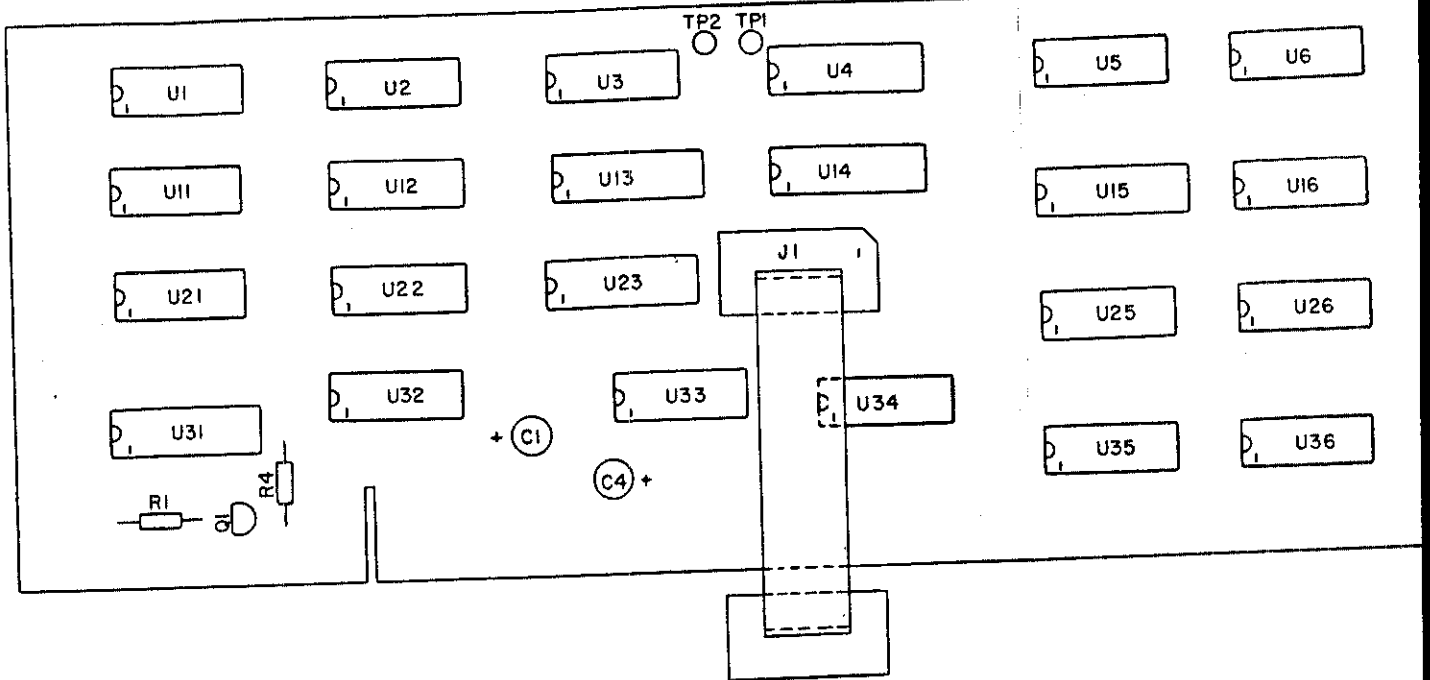 TP2 TP1
U1 U2 U3 U4 U5 U6
U11 U12 U13 U14 U15 U16
J1 1
U21 U22 U23 U25 U26
U31 U32 U33 U34 U35 U36
+ C1
C4 +
R4
R1 Q1